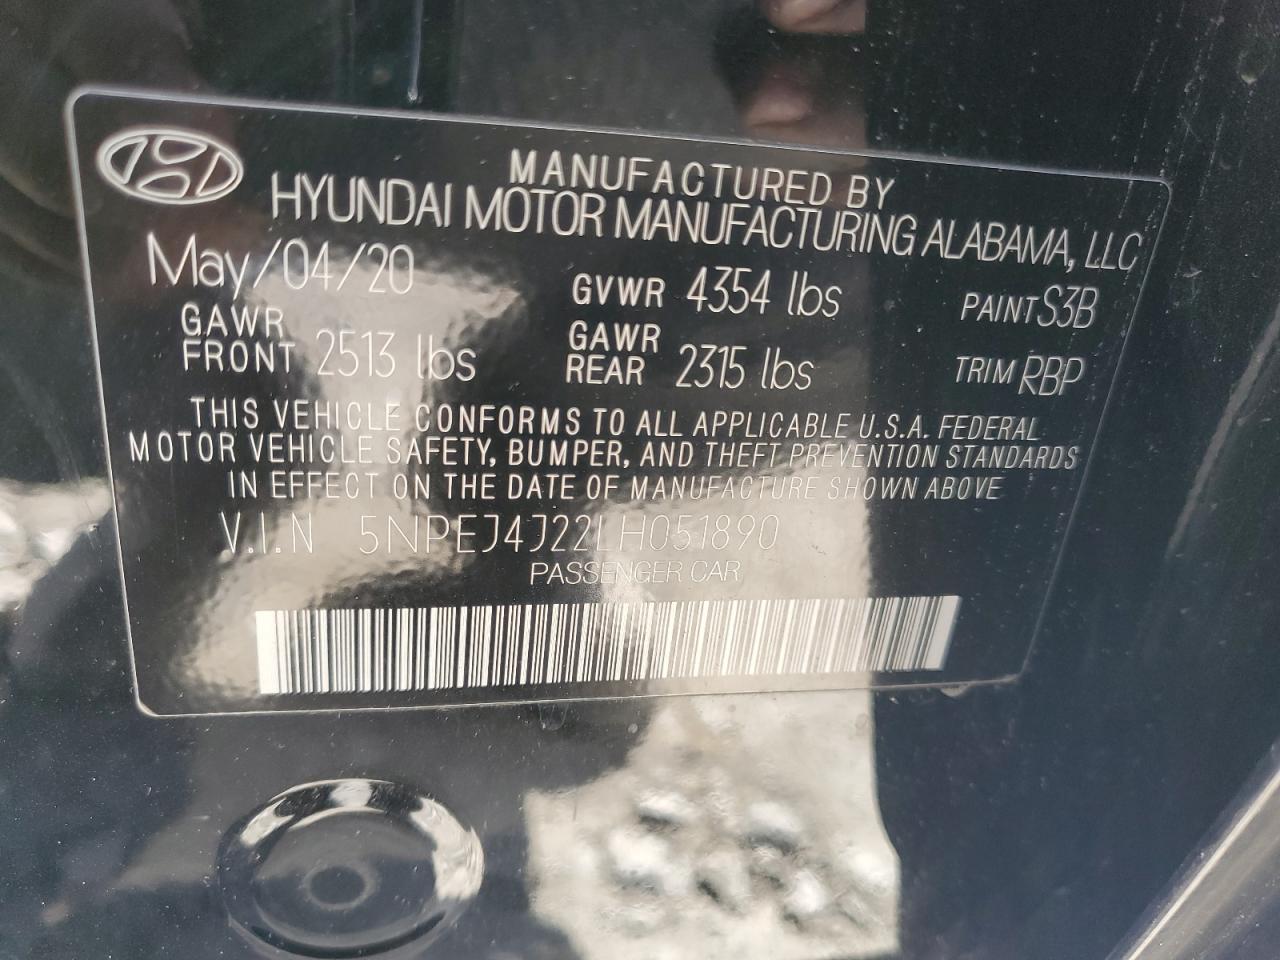 MANUFACTURED BY
HYUNDAI MOTOR MANUFACTURING ALABAMA, LLC
May/04/20 GVWR 4354 lbs PAINT S3B
GAWR FRONT 2513 lbs GAWR REAR 2315 lbs TRIM RBP
THIS VEHICLE CONFORMS TO ALL APPLICABLE U.S.A. FEDERAL
MOTOR VEHICLE SAFETY, BUMPER, AND THEFT PREVENTION STANDARDS
IN EFFECT ON THE DATE OF MANUFACTURE SHOWN ABOVE
V.I.N 5NPEJ4J22LH051890
PASSENGER CAR